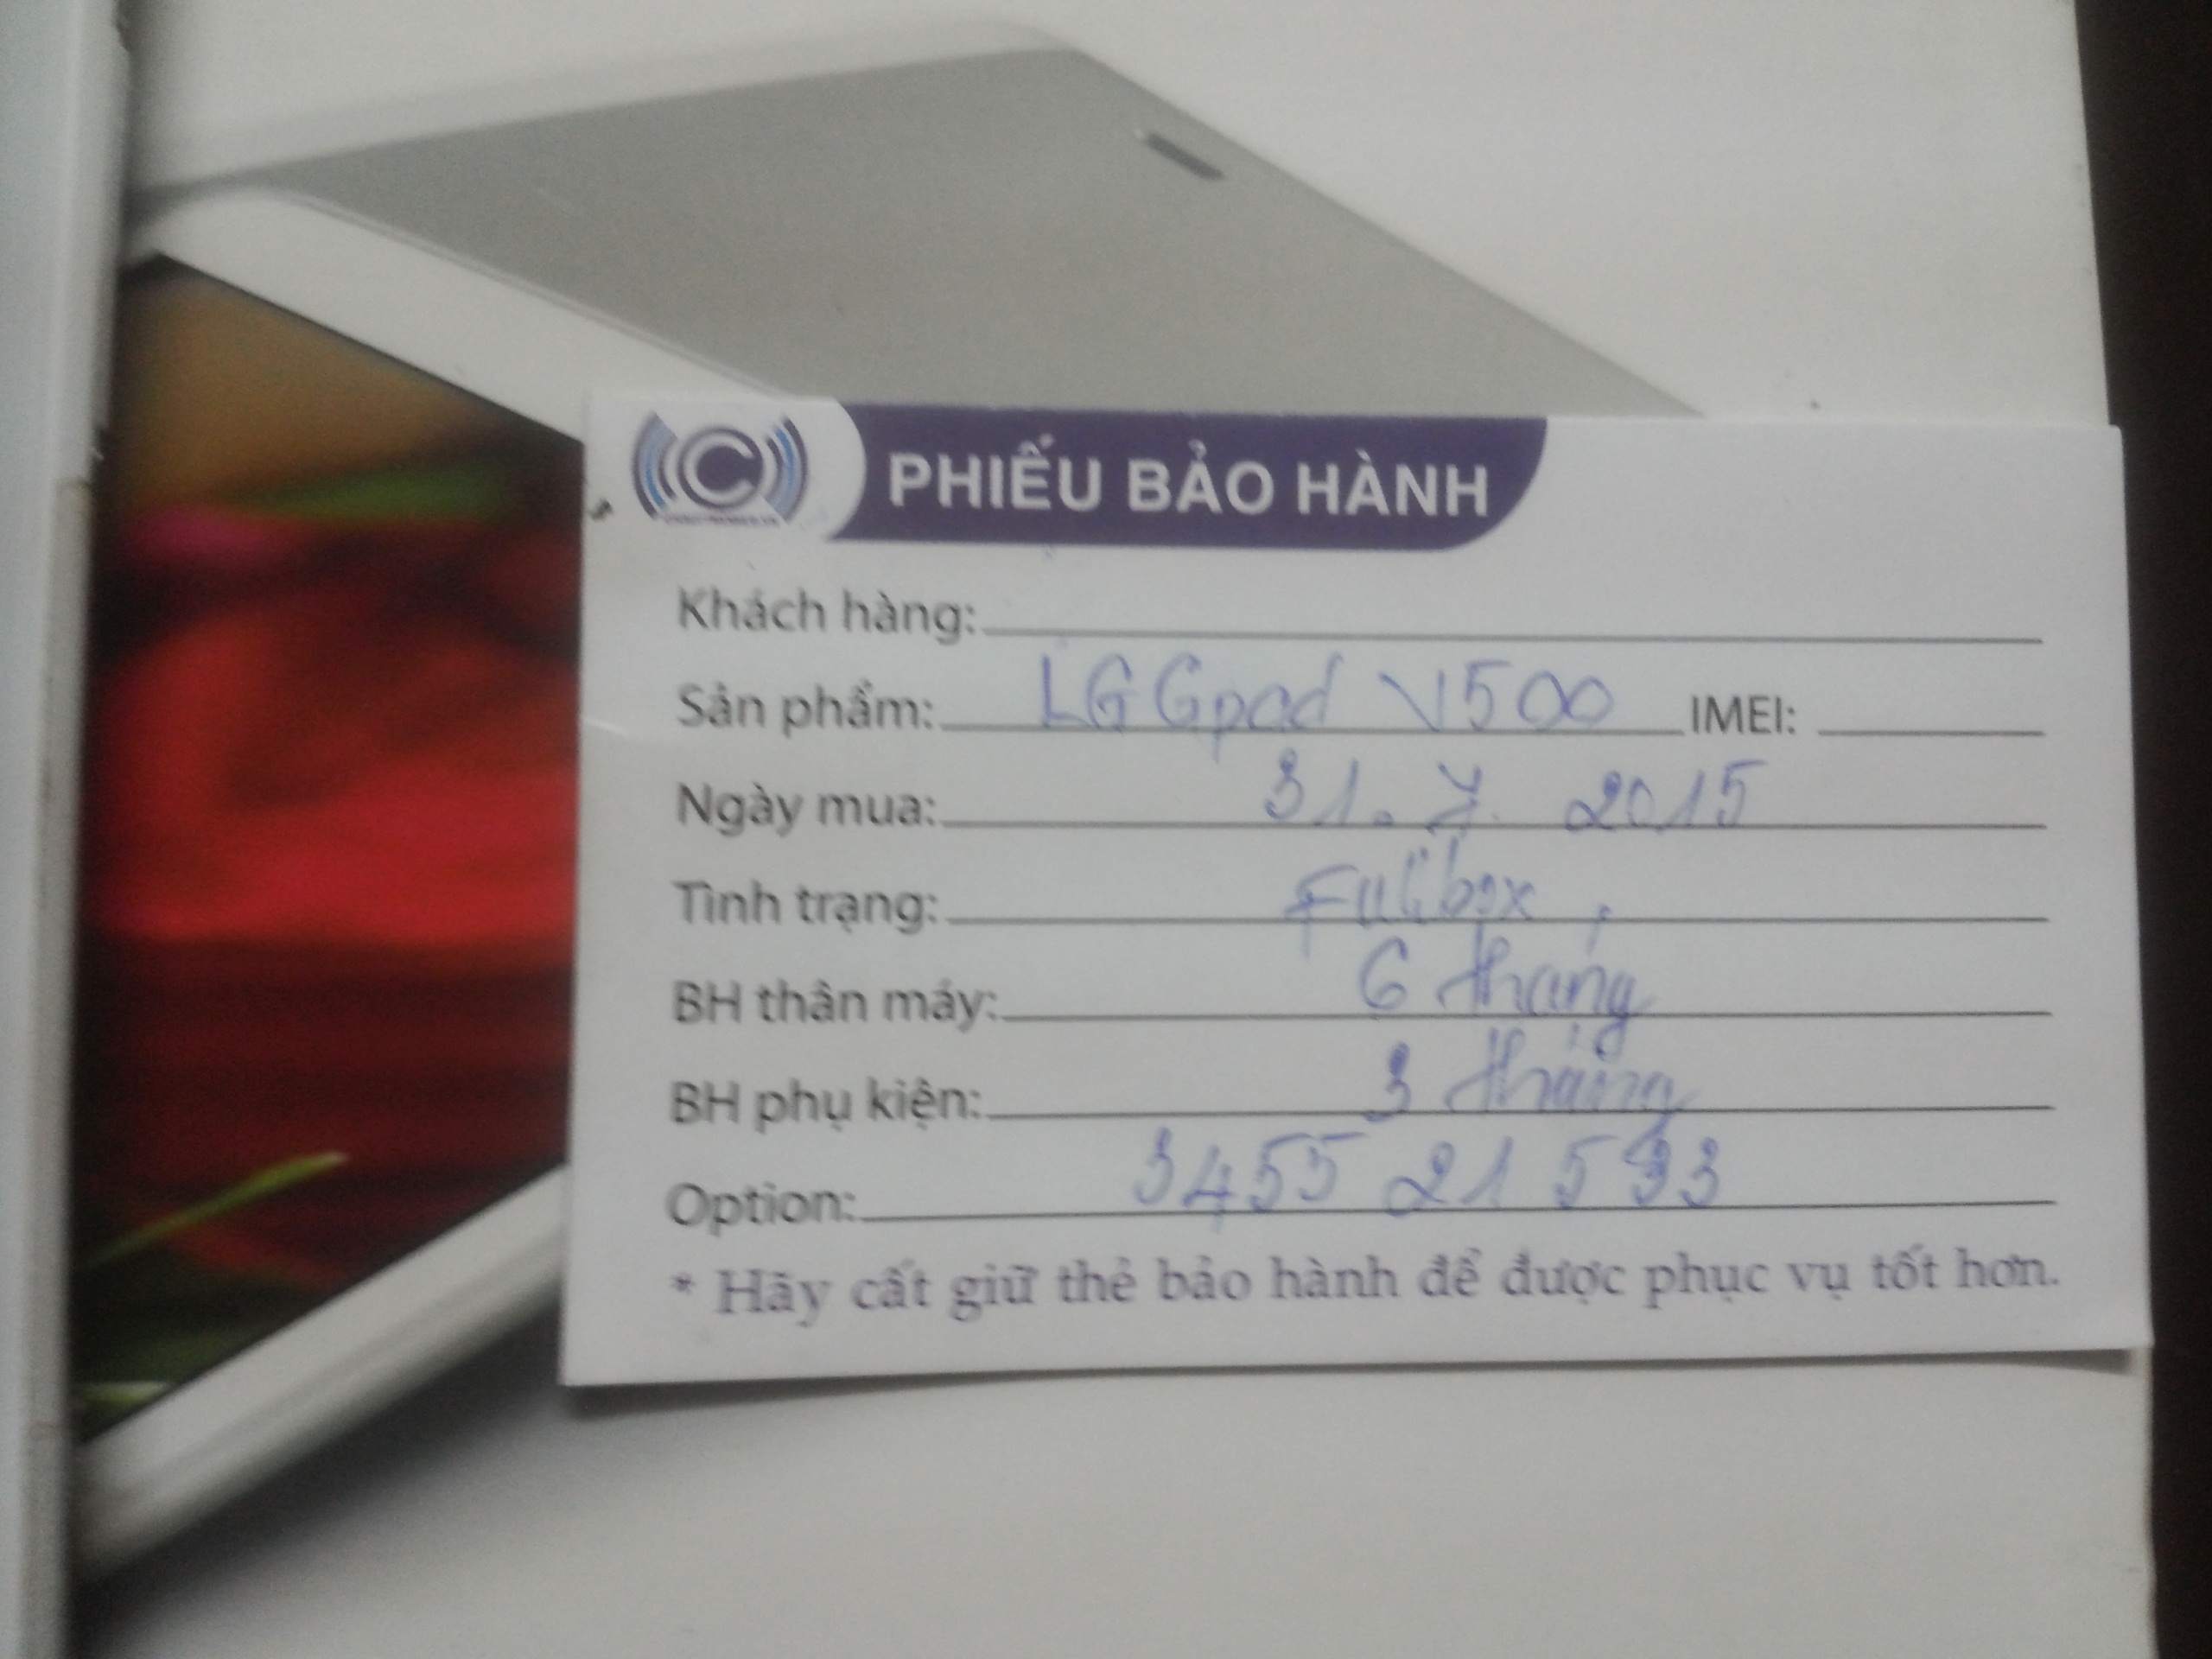 C
PHIẾU BẢO HÀNH
Khách hàng:
Sản phẩm: LG Gpad V500 IMEI:
Ngày mua: 31.7.2015
Tình trạng: Fullbox,
BH thân máy: 6 tháng
BH phụ kiện: 3 tháng
Option: 3455 21 593
* Hãy cất giữ thẻ bảo hành để được phục vụ tốt hơn.